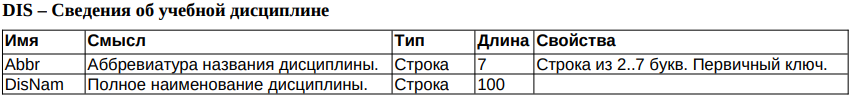 DIS – Сведения об учебной дисциплине
Имя Смысл Тип Длина Свойства
Abbr Аббревиатура названия дисциплины. Строка 7 Строка из 2..7 букв. Первичный ключ.
DisNam Полное наименование дисциплины. Строка 100